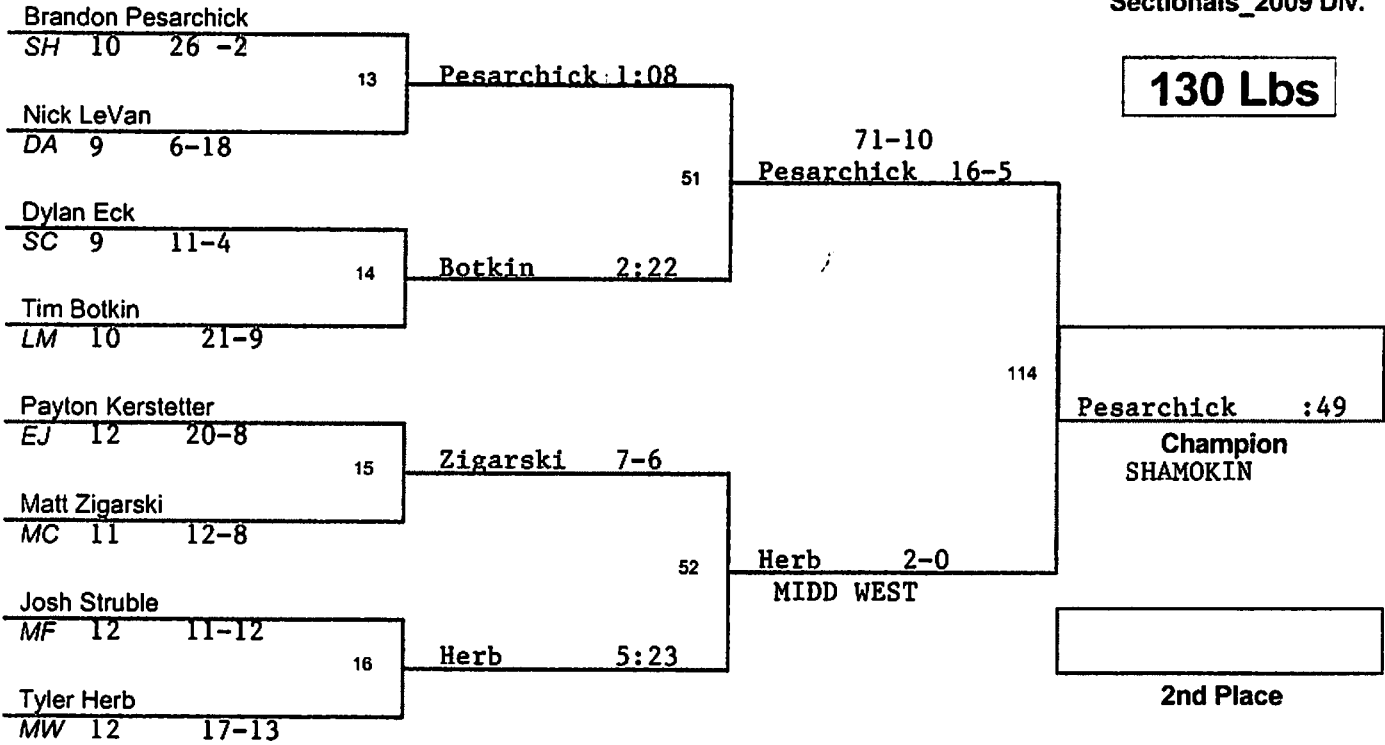 Sectionals_2009 Div.
130 Lbs
Brandon Pesarchick
SH 10 26 -2
13 Pesarchick 1:08
Nick LeVan
DA 9 6-18
71-10
51 Pesarchick 16-5
Dylan Eck
SC 9 11-4
14 Botkin 2:22
Tim Botkin
LM 10 21-9
114
Pesarchick :49
Champion
SHAMOKIN
Payton Kerstetter
EJ 12 20-8
15 Zigarski 7-6
Matt Zigarski
MC 11 12-8
52 Herb 2-0
MIDD WEST
Josh Struble
MF 12 11-12
16 Herb 5:23
Tyler Herb
MW 12 17-13
2nd Place